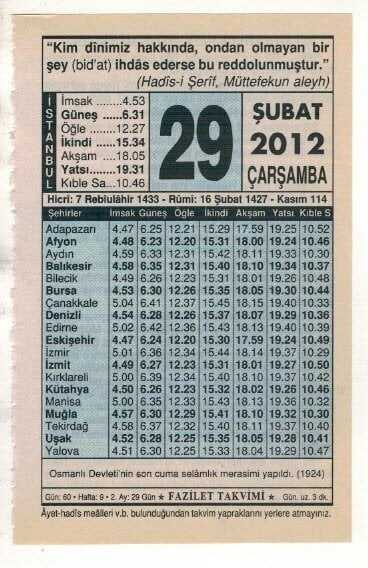 “Kim dînimiz hakkında, ondan olmayan bir
şey (bid’at) ihdâs ederse bu reddolunmuştur.”
(Hadîs-i Şerîf, Müttefekun aleyh)
İSTANBUL
İmsak ........4.53
Güneş ......6.31
Öğle ........12.27
İkindi .....15.34
Akşam ....18.05
Yatsı.......19.31
Kıble Sa...10.46
29
ŞUBAT
2012
ÇARŞAMBA
Hicrî: 7 Rebîulâhir 1433 - Rûmî: 16 Şubat 1427 - Kasım 114
Şehirler İmsak Güneş Öğle İkindi Akşam Yatsı Kıble S
Adapazarı 4.47 6.25 12.21 15.29 17.59 19.25 10.52
Afyon 4.48 6.23 12.20 15.31 18.00 19.24 10.46
Aydın 4.59 6.33 12.31 15.42 18.11 19.33 10.30
Balıkesir 4.58 6.35 12.31 15.40 18.10 19.34 10.37
Bilecik 4.49 6.26 12.23 15.31 18.01 19.26 10.48
Bursa 4.53 6.30 12.26 15.35 18.05 19.30 10.44
Çanakkale 5.04 6.41 12.37 15.45 18.15 19.40 10.33
Denizli 4.54 6.28 12.26 15.37 18.07 19.29 10.36
Edirne 5.02 6.42 12.36 15.43 18.13 19.40 10.39
Eskişehir 4.47 6.24 12.20 15.30 17.59 19.24 10.49
İzmir 5.01 6.36 12.34 15.44 18.14 19.37 10.29
İzmit 4.49 6.27 12.23 15.31 18.01 19.27 10.50
Kırklareli 5.00 6.39 12.34 15.40 18.10 19.37 10.42
Kütahya 4.50 6.26 12.23 15.32 18.02 19.26 10.46
Manisa 5.00 6.35 12.33 15.43 18.13 19.36 10.30
Muğla 4.57 6.30 12.29 15.41 18.10 19.32 10.30
Tekirdağ 4.58 6.37 12.32 15.39 18.10 19.36 10.40
Uşak 4.52 6.28 12.25 15.35 18.05 19.28 10.41
Yalova 4.51 6.30 12.25 15.33 18.04 19.29 10.47
Osmanlı Devleti’nin son cuma selâmlık merasimi yapıldı. (1924)
Gün: 60 • Hafta: 9 • 2. Ay: 29 Gün ★ FAZİLET TAKVİMİ ★ Gün. uz. 3 dk.
Âyet-hadîs meâlleri v.b. bulunduğundan takvim yapraklarını yerlere atmayınız.